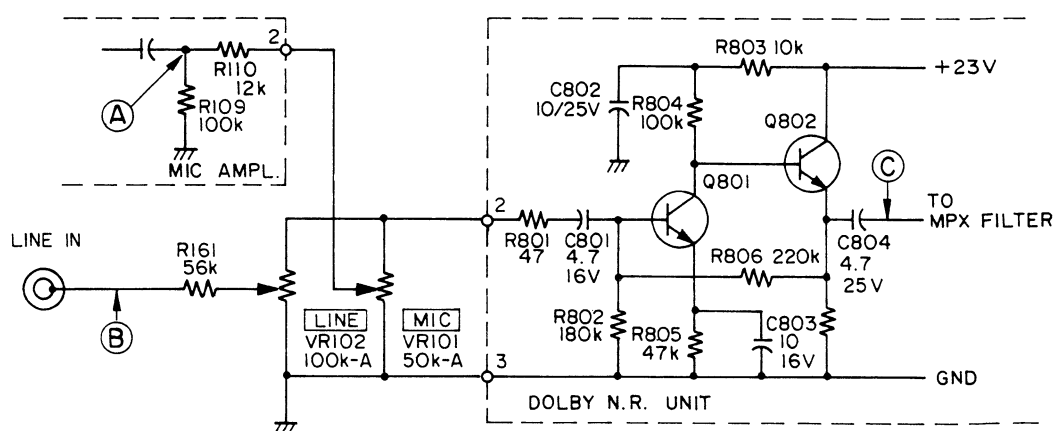 2
A
R110
12k
R109
100k
MIC AMPL.
LINE IN
R161
56k
B
LINE
VR102
100k-A
MIC
VR101
50k-A
2
3
R801
47
C801
4.7
16V
C802
10/25V
R803 10k
R804
100k
+23V
Q802
Q801
C
TO
MPX FILTER
C804
4.7
25V
R806 220k
R802
180k
R805
47k
C803
10
16V
GND
DOLBY N.R. UNIT